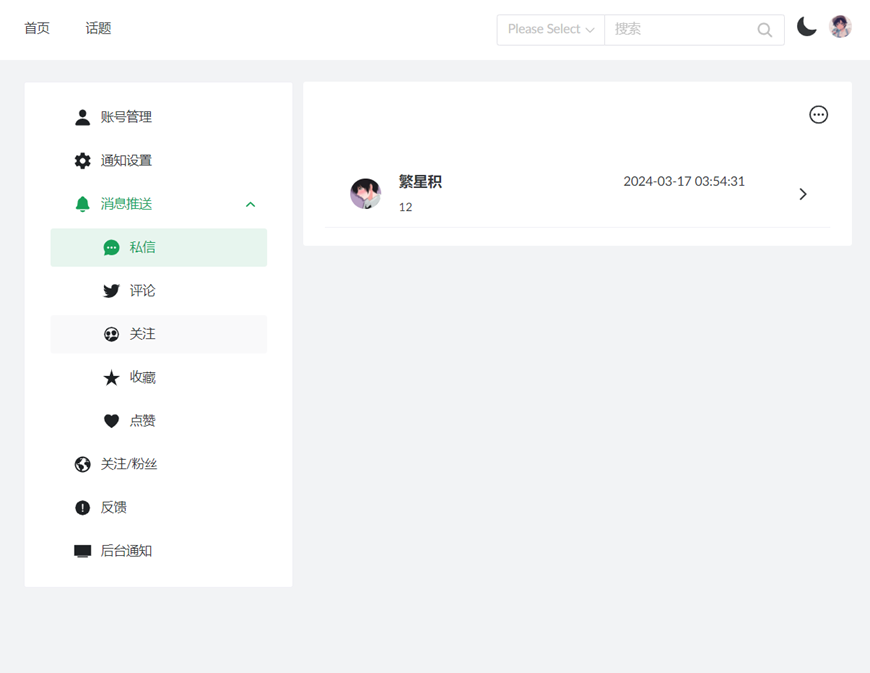 首页
话题
Please Select
搜索
账号管理
通知设置
消息推送
私信
评论
关注
收藏
点赞
关注/粉丝
反馈
后台通知
繁星积
2024-03-17 03:54:31
12